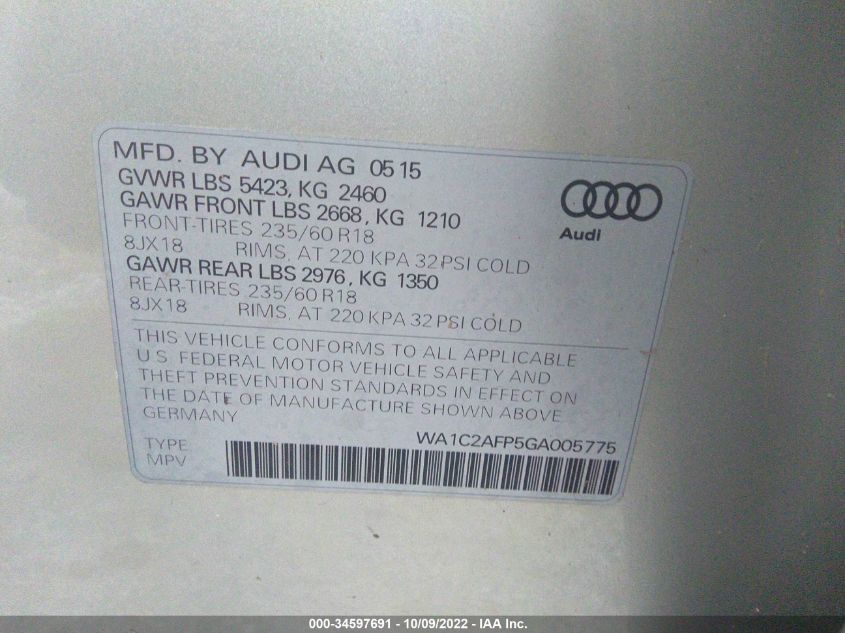 MFD. BY AUDI AG 05 15
GVWR LBS 5423, KG 2460
GAWR FRONT LBS 2668, KG 1210
FRONT-TIRES 235/60 R18
8JX18 RIMS, AT 220 KPA 32 PSI COLD
GAWR REAR LBS 2976, KG 1350
REAR-TIRES 235/60 R18
8JX18 RIMS, AT 220 KPA 32 PSI COLD
Audi
THIS VEHICLE CONFORMS TO ALL APPLICABLE
U.S. FEDERAL MOTOR VEHICLE SAFETY AND
THEFT PREVENTION STANDARDS IN EFFECT ON
THE DATE OF MANUFACTURE SHOWN ABOVE
GERMANY
WA1C2AFP5GA005775
TYPE
MPV
000-34597691 - 10/09/2022 - IAA Inc.